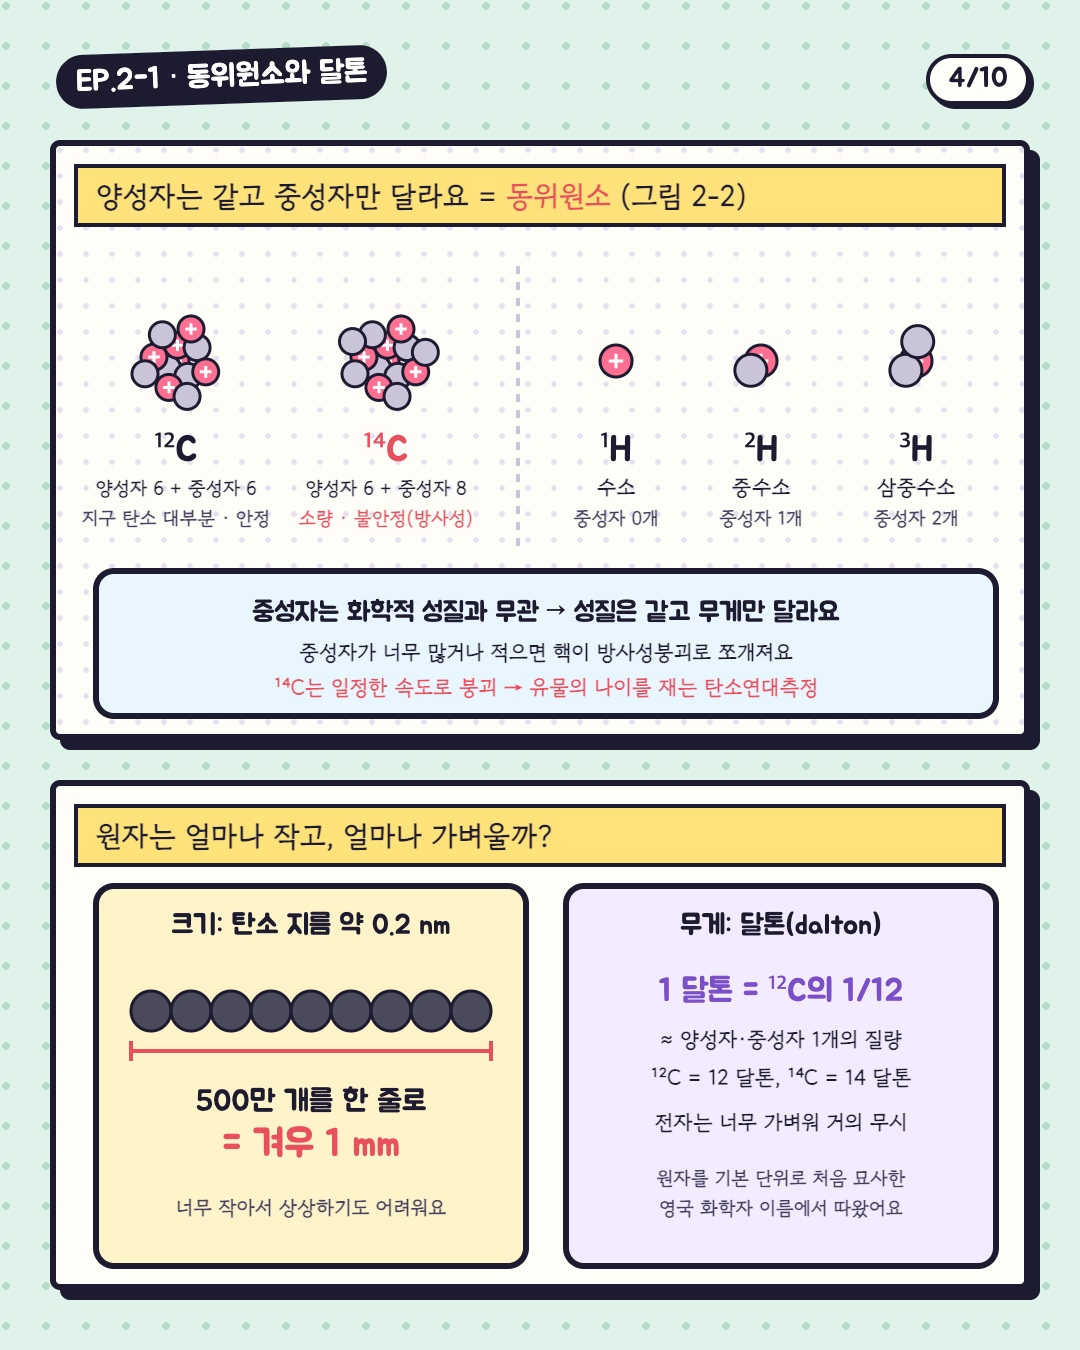 EP.2-1 · 동위원소와 달톤
4/10
양성자는 같고 중성자만 달라요 = 동위원소 (그림 2-2)
¹²C
양성자 6 + 중성자 6
지구 탄소 대부분 · 안정
¹⁴C
양성자 6 + 중성자 8
소량 · 불안정(방사성)
¹H
수소
중성자 0개
²H
중수소
중성자 1개
³H
삼중수소
중성자 2개
중성자는 화학적 성질과 무관 → 성질은 같고 무게만 달라요
중성자가 너무 많거나 적으면 핵이 방사성붕괴로 쪼개져요
¹⁴C는 일정한 속도로 붕괴 → 유물의 나이를 재는 탄소연대측정
원자는 얼마나 작고, 얼마나 가벼울까?
크기: 탄소 지름 약 0.2 nm
500만 개를 한 줄로
= 겨우 1 mm
너무 작아서 상상하기도 어려워요
무게: 달톤(dalton)
1 달톤 = ¹²C의 1/12
≈ 양성자·중성자 1개의 질량
¹²C = 12 달톤, ¹⁴C = 14 달톤
전자는 너무 가벼워 거의 무시
원자를 기본 단위로 처음 묘사한
영국 화학자 이름에서 따왔어요